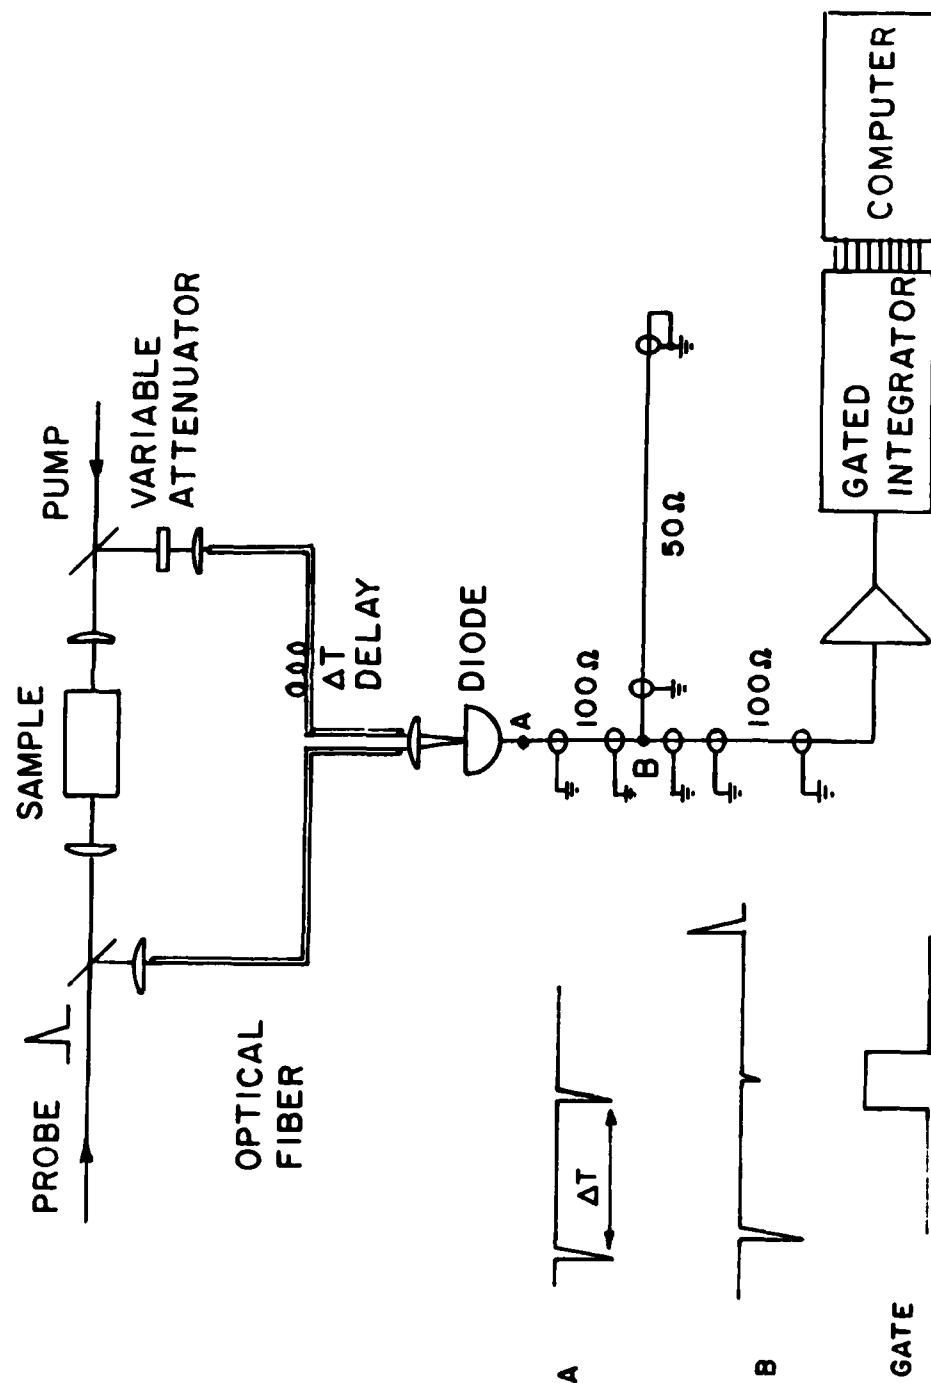 PROBE
SAMPLE
PUMP
VARIABLE
ATTENUATOR
OPTICAL
FIBER
ΔT
DELAY
DIODE
A
100Ω
B
50Ω
100Ω
GATED
INTEGRATOR
COMPUTER
A
ΔT
B
GATE